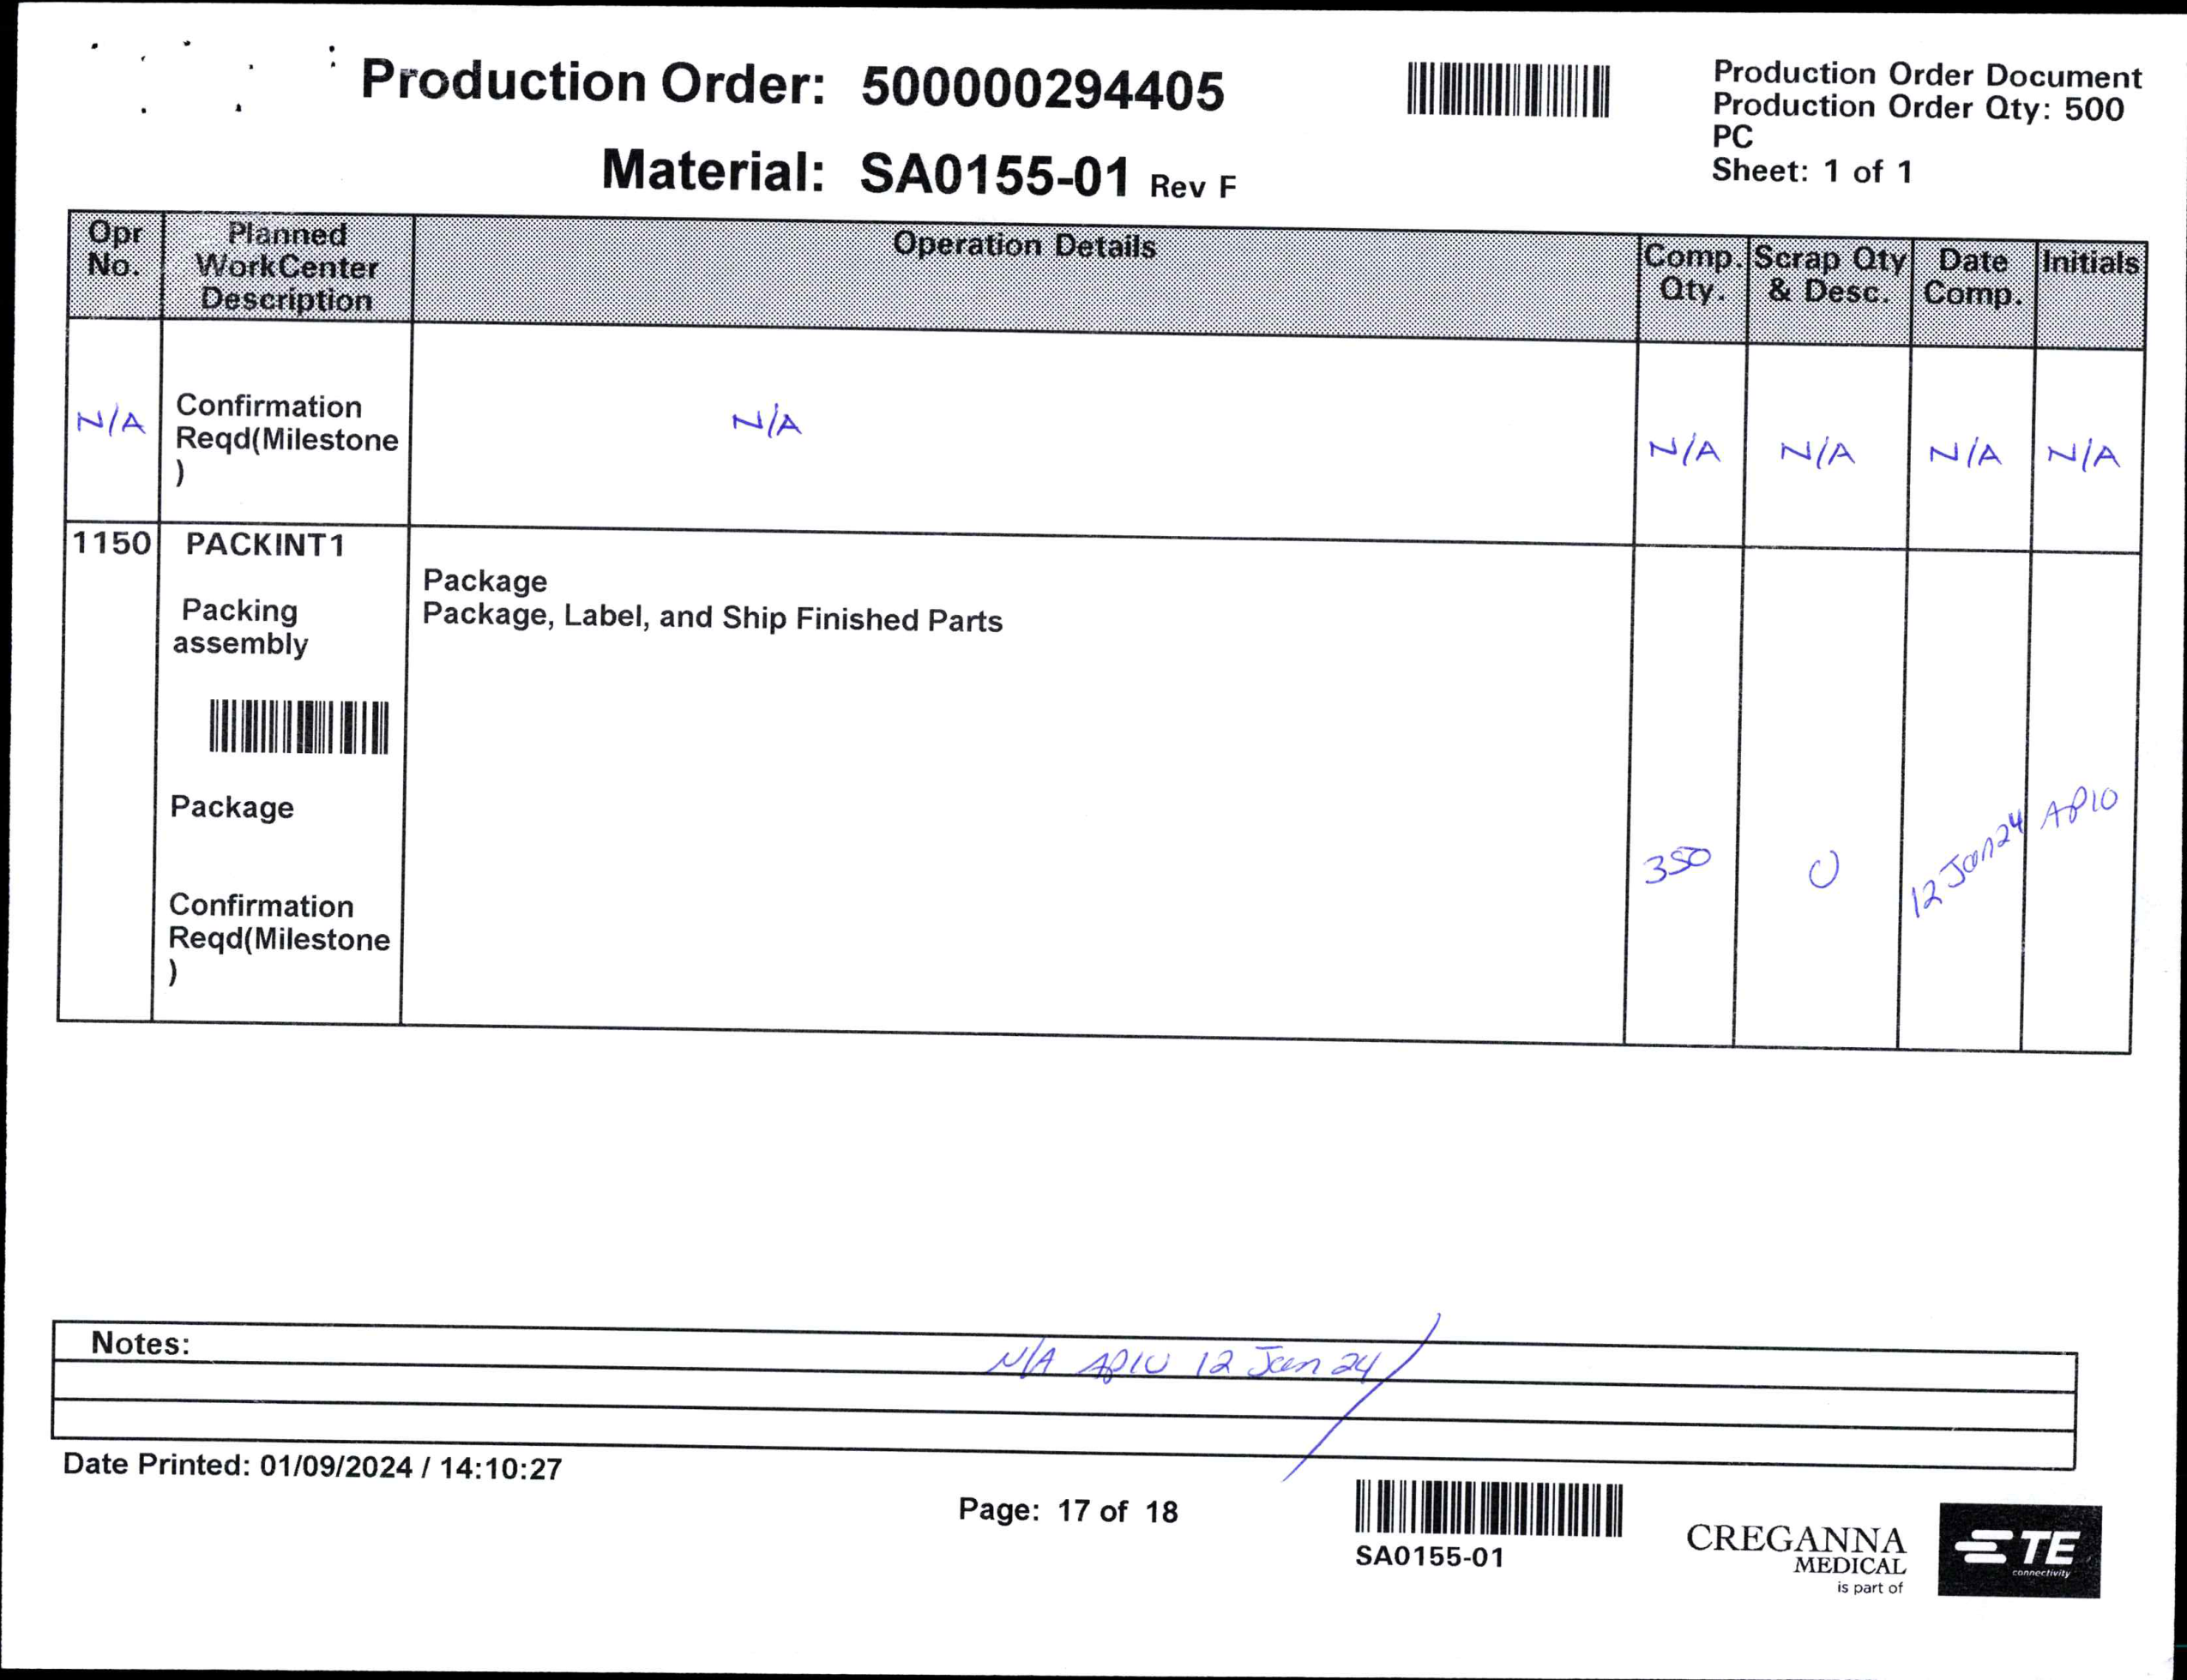 Production Order: 500000294405
Material: SA0155-01 Rev F
Production Order Document
Production Order Qty: 500
PC
Sheet: 1 of 1
Opr No. Planned WorkCenter Description Operation Details Comp. Qty. Scrap Qty & Desc. Date Comp. Initials
N/A Confirmation Reqd(Milestone) N/A N/A N/A N/A N/A
1150 PACKINT1
Packing
assembly
Package
Confirmation
Reqd(Milestone
)
Package
Package, Label, and Ship Finished Parts
350 0 12 Jan 24 AP10
Notes:
N/A AP10 12 Jan 24
Date Printed: 01/09/2024 / 14:10:27
Page: 17 of 18
SA0155-01
CREGANNA
MEDICAL
is part of
TE
connectivity